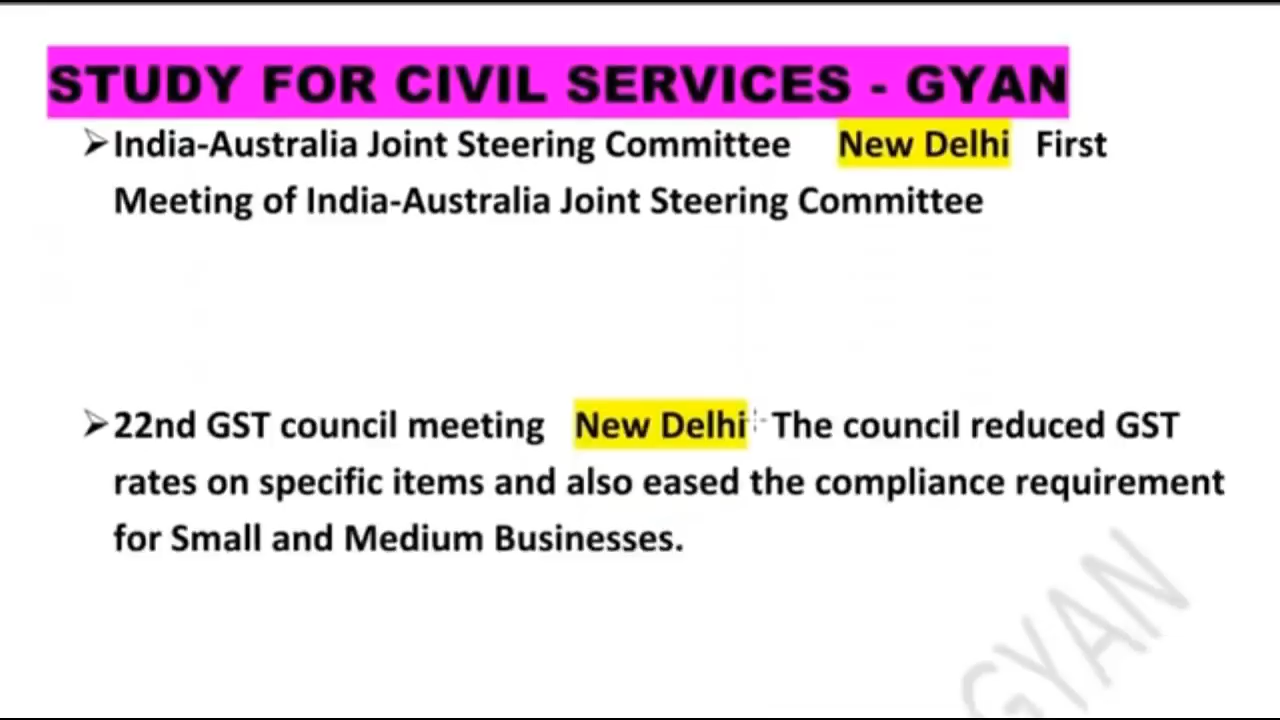 STUDY FOR CIVIL SERVICES - GYAN
India-Australia Joint Steering Committee New Delhi First
Meeting of India-Australia Joint Steering Committee
22nd GST council meeting New Delhi The council reduced GST
rates on specific items and also eased the compliance requirement
for Small and Medium Businesses.
GYAN